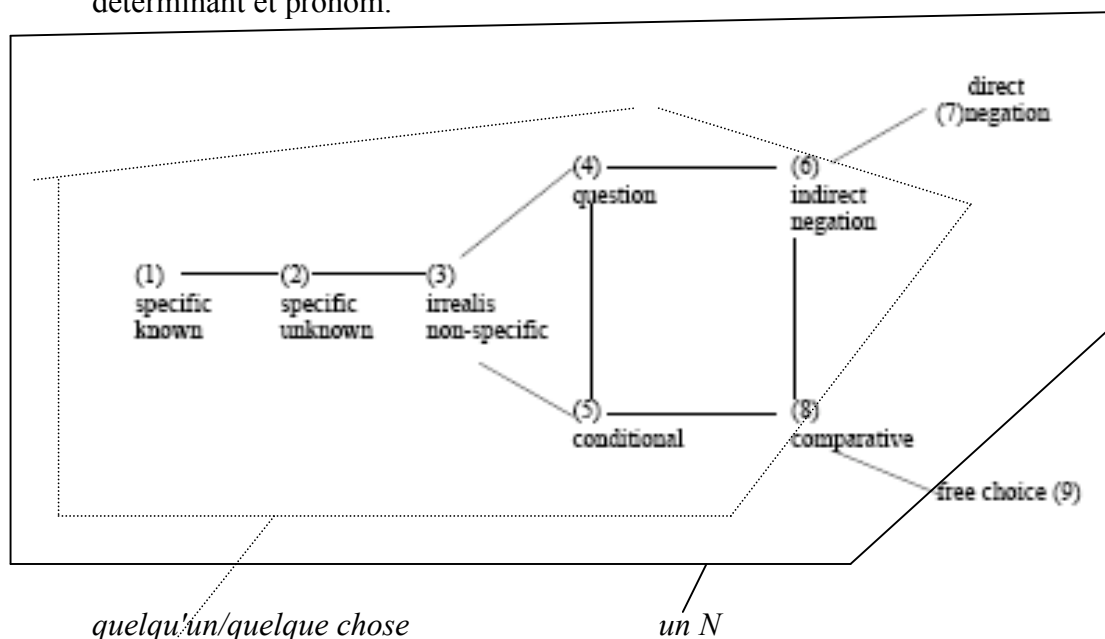 déterminant et pronom.
direct
(7)negation
(4)
question
(6)
indirect
negation
(1)
specific
known
(2)
specific
unknown
(3)
irrealis
non-specific
(5)
conditional
(8)
comparative
free choice (9)
quelqu'un/quelque chose
un N